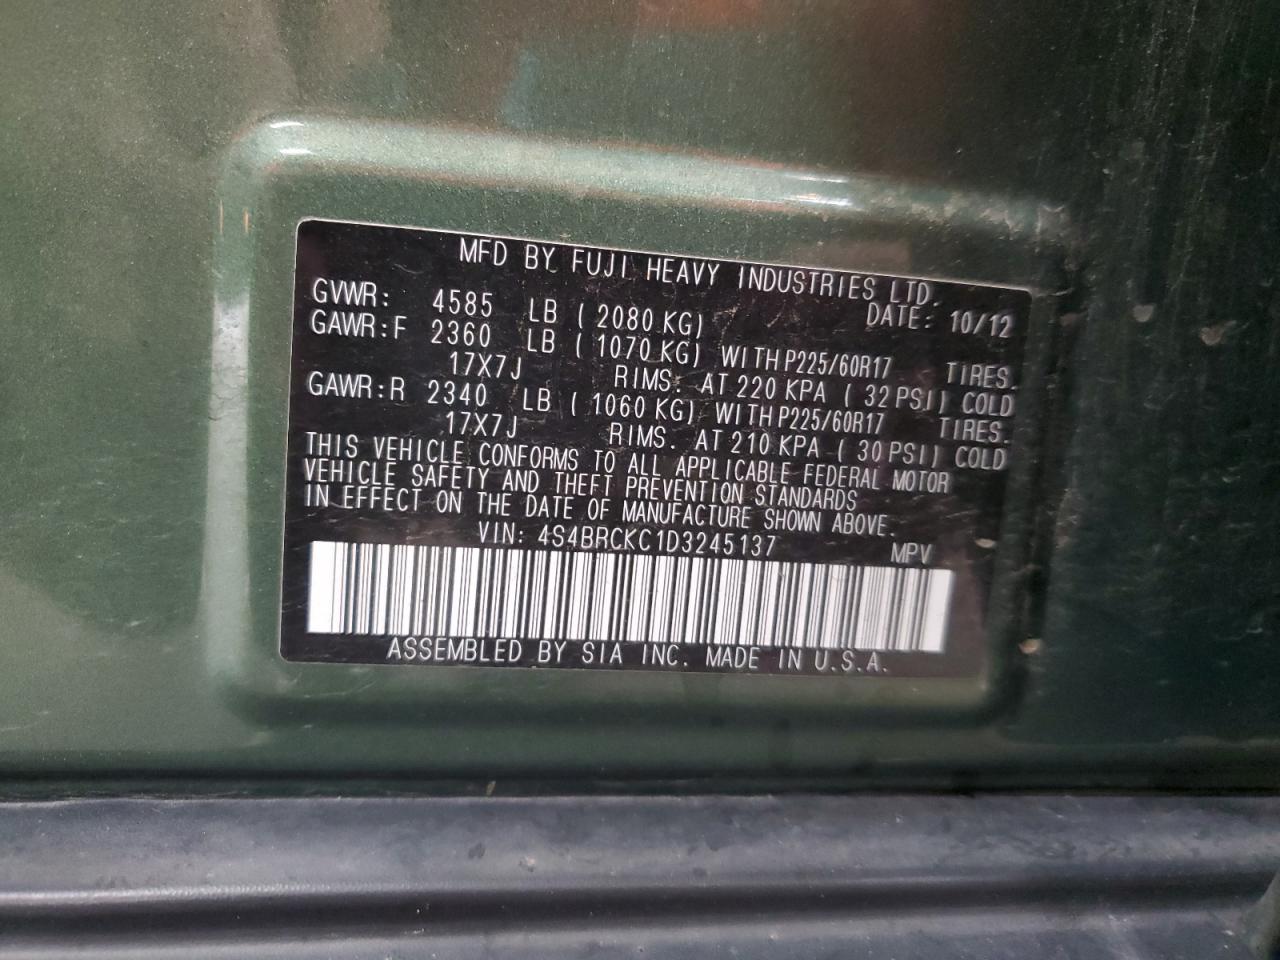 MFD BY FUJI HEAVY INDUSTRIES LTD.
DATE: 10/12
GVWR: 4585 LB ( 2080 KG)
GAWR:F 2360 LB ( 1070 KG) WITH P225/60R17 TIRES.
17X7J RIMS. AT 220 KPA ( 32 PSI) COLD
GAWR:R 2340 LB ( 1060 KG) WITH P225/60R17 TIRES.
17X7J RIMS. AT 210 KPA ( 30 PSI) COLD
THIS VEHICLE CONFORMS TO ALL APPLICABLE FEDERAL MOTOR
VEHICLE SAFETY AND THEFT PREVENTION STANDARDS
IN EFFECT ON THE DATE OF MANUFACTURE SHOWN ABOVE.
VIN: 4S4BRCKC1D3245137 MPV
ASSEMBLED BY SIA INC. MADE IN U.S.A.